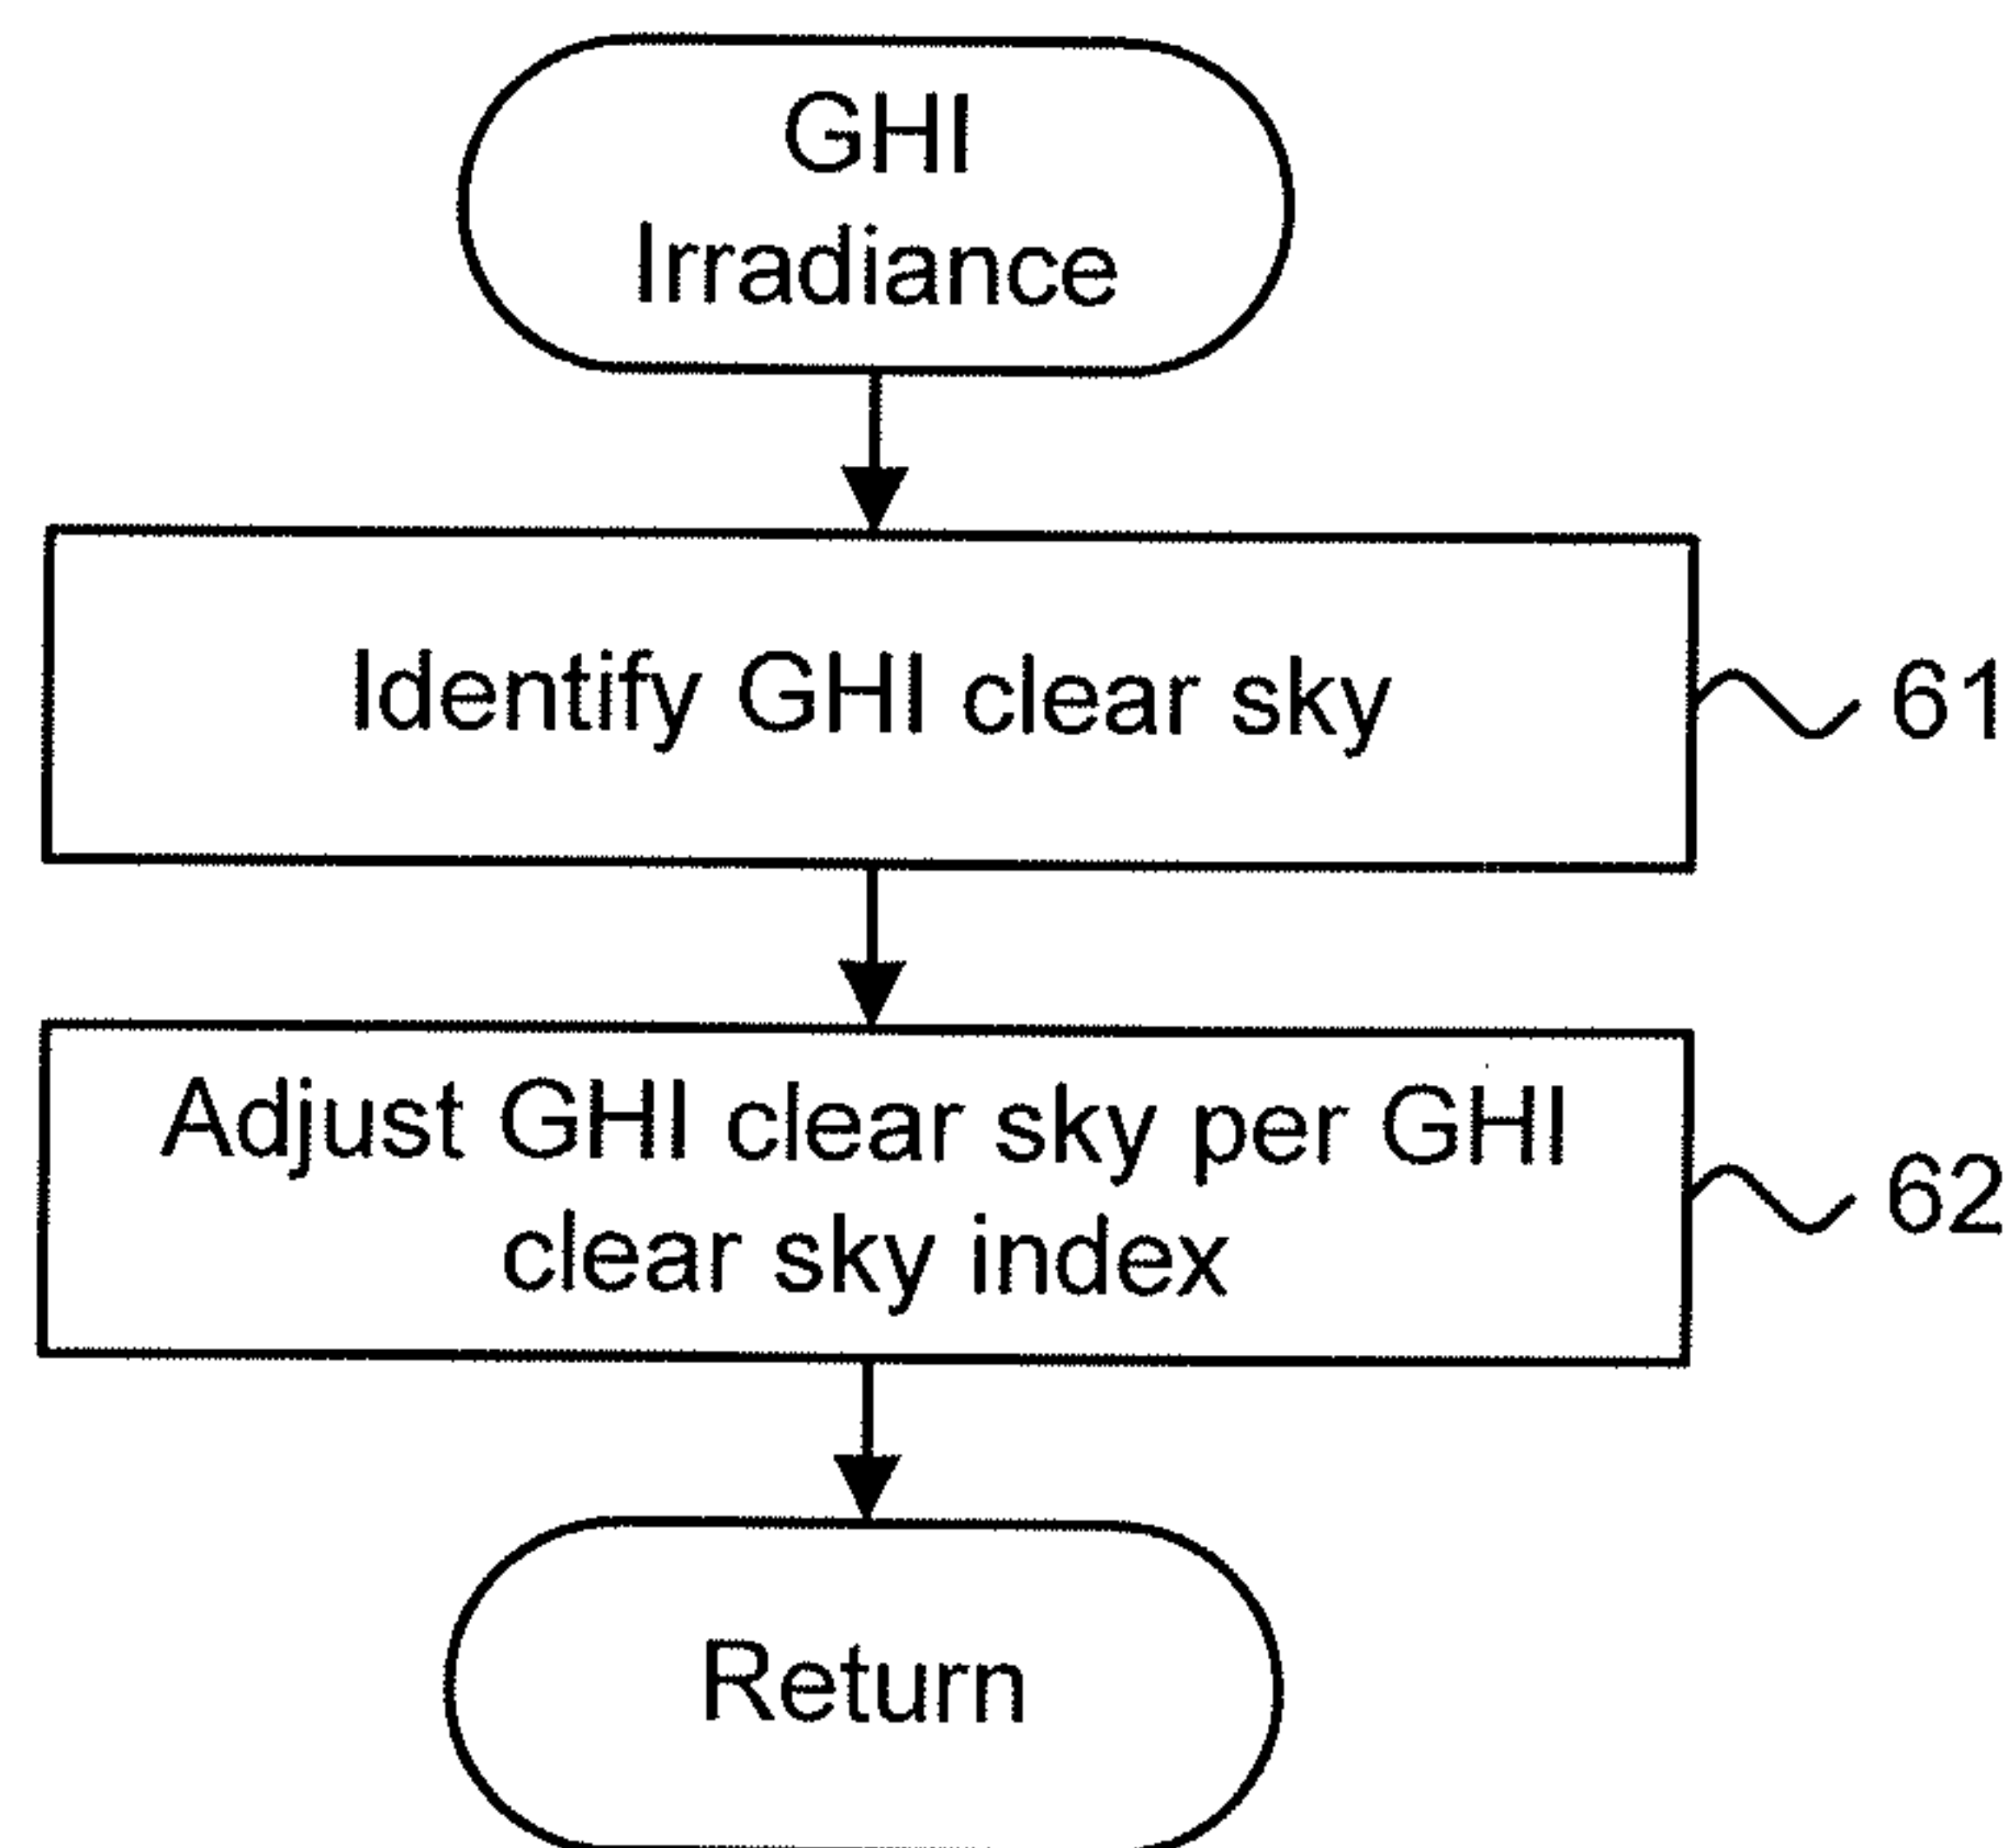 GHI
Irradiance
Identify GHI clear sky
61
Adjust GHI clear sky per GHI
clear sky index
62
Return